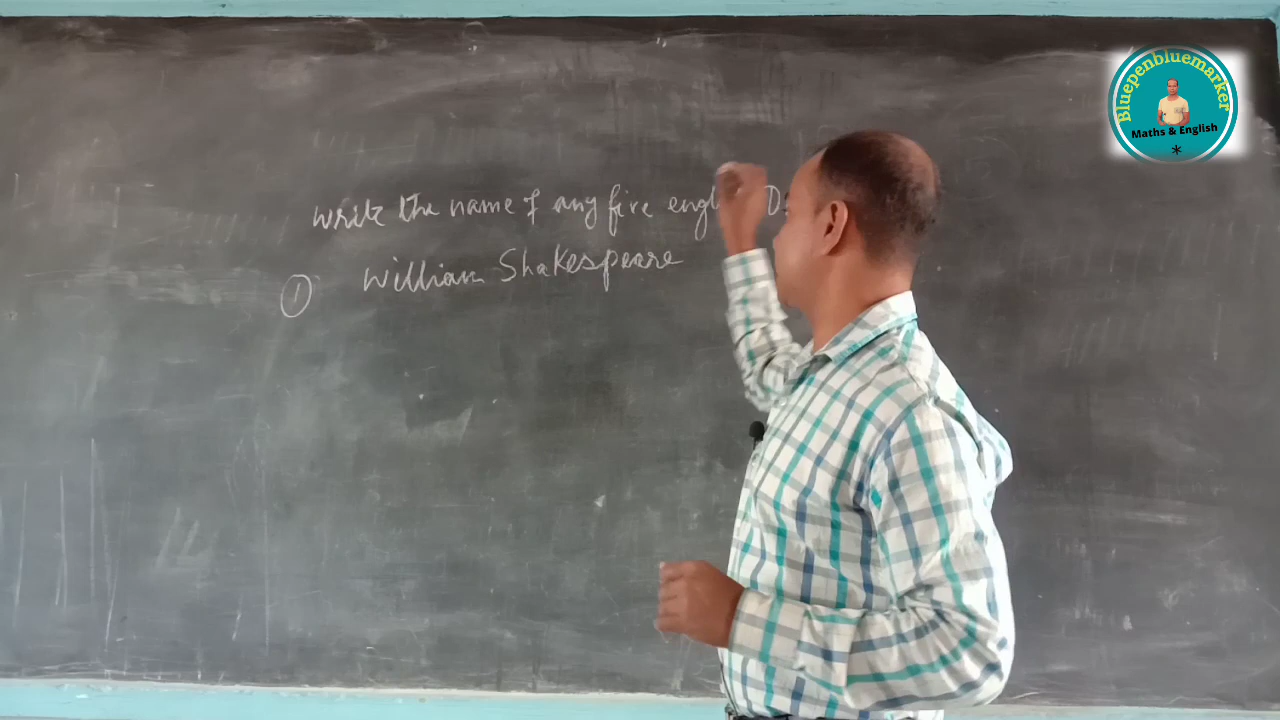 Bluepenbluemarker
Maths & English
*
write the name of any five engl
① William Shakespeare